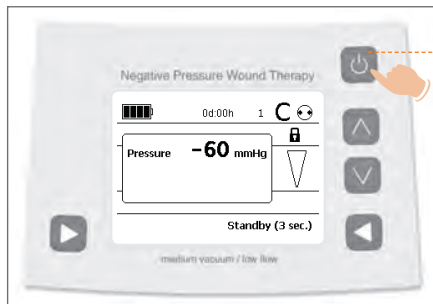 Negative Pressure Wound Therapy
0d:00h 1 C
Pressure -60 mmHg
Standby (3 sec.)
medium vacuum / low flow